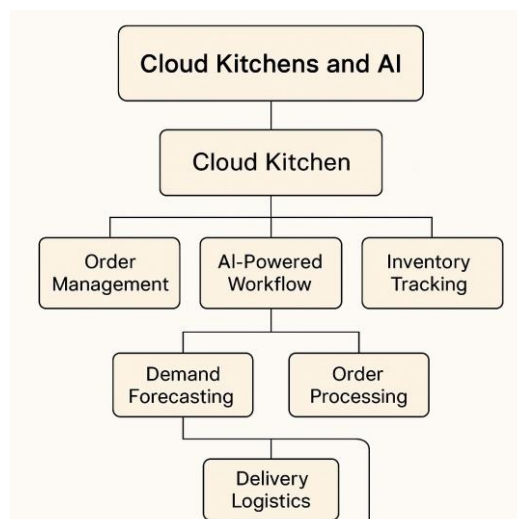 Cloud Kitchens and AI
Cloud Kitchen
Order
Management
AI-Powered
Workflow
Inventory
Tracking
Demand
Forecasting
Order
Processing
Delivery
Logistics